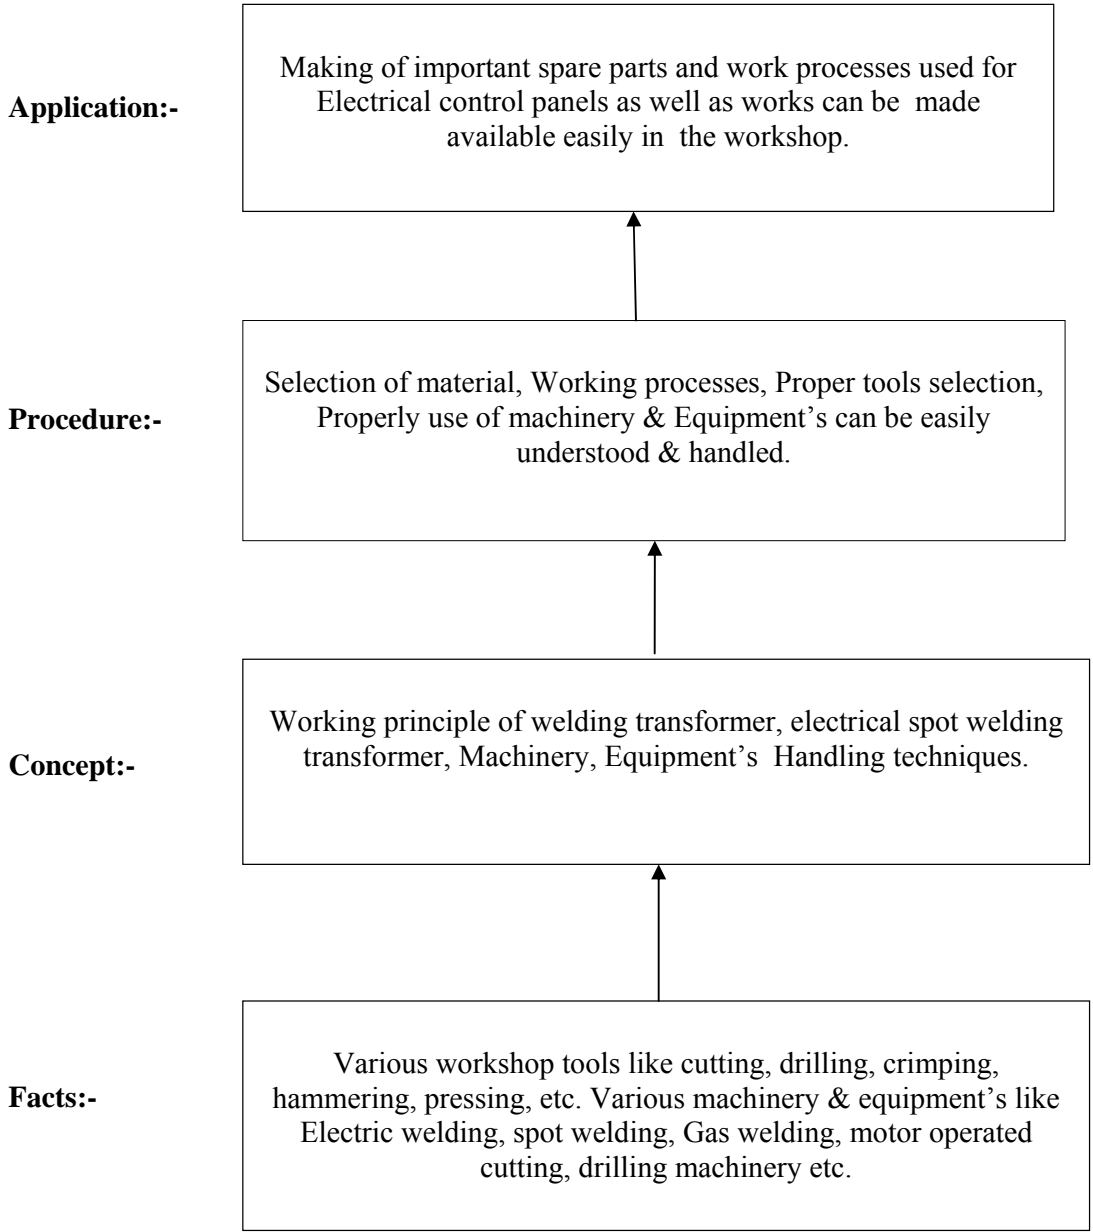 Making of important spare parts and work processes used for
Application:- Electrical control panels as well as works can be made
available easily in the workshop.
Selection of material, Working processes, Proper tools selection,
Procedure:- Properly use of machinery & Equipment’s can be easily
understood & handled.
Working principle of welding transformer, electrical spot welding
Concept:- transformer, Machinery, Equipment’s Handling techniques.
Various workshop tools like cutting, drilling, crimping,
Facts:- hammering, pressing, etc. Various machinery & equipment’s like
Electric welding, spot welding, Gas welding, motor operated
cutting, drilling machinery etc.